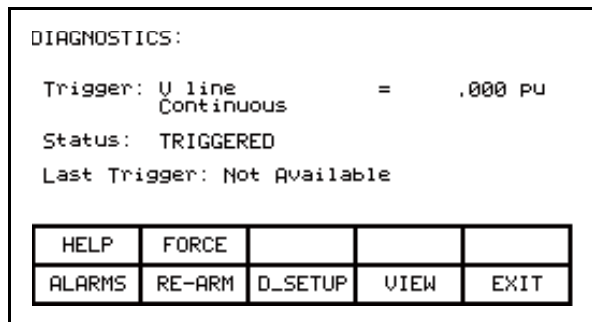 DIAGNOSTICS:
Trigger: V line = .000 pu
Continuous
Status: TRIGGERED
Last Trigger: Not Available
HELP FORCE
ALARMS RE-ARM D_SETUP VIEW EXIT